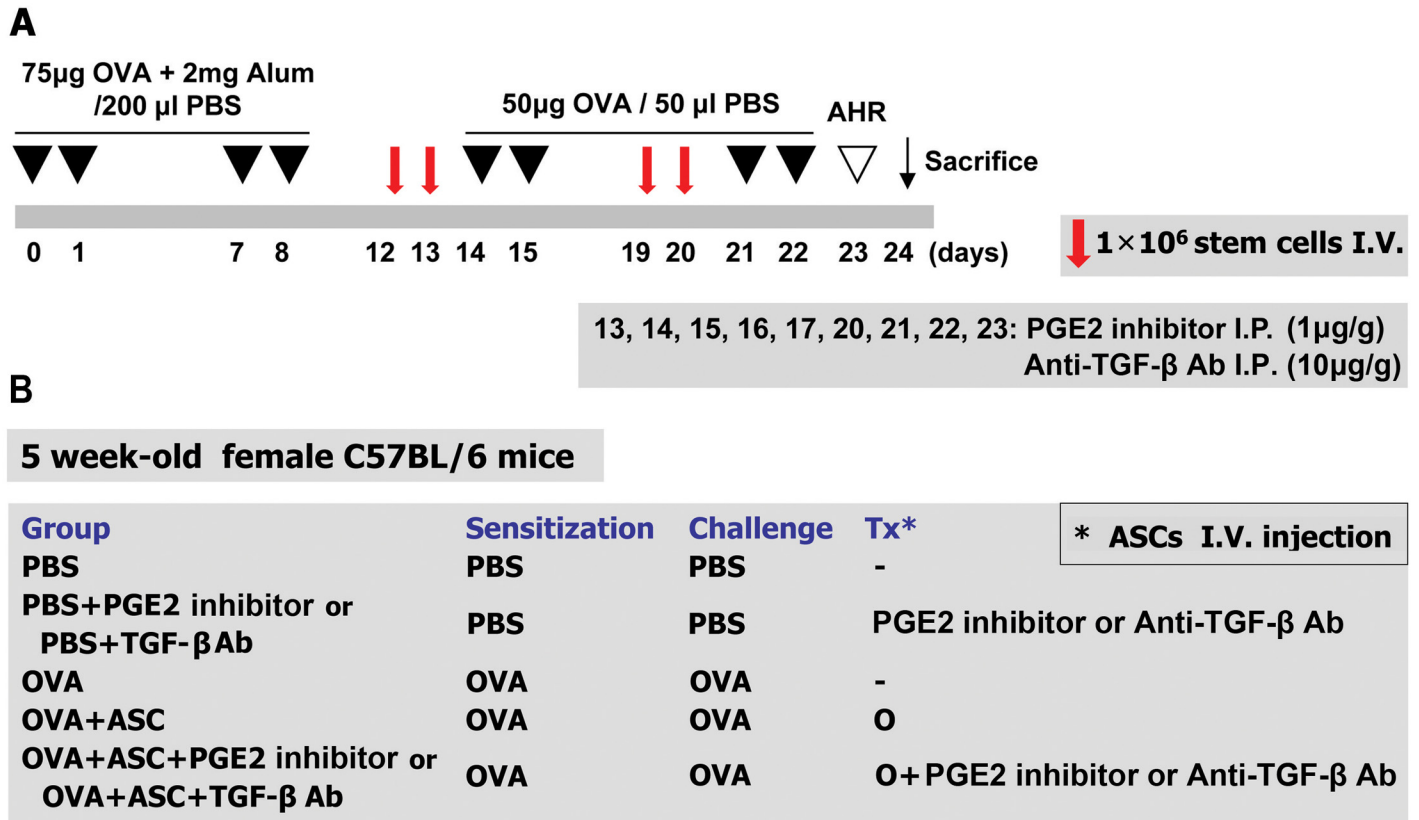 A
75µg OVA + 2mg Alum
/200 µl PBS
50µg OVA / 50 µl PBS
AHR
Sacrifice
0 1 7 8 12 13 14 15 19 20 21 22 23 24 (days)
1×10⁶ stem cells I.V.
13, 14, 15, 16, 17, 20, 21, 22, 23: PGE2 inhibitor I.P. (1µg/g)
Anti-TGF-β Ab I.P. (10µg/g)
B
5 week-old female C57BL/6 mice
Group Sensitization Challenge Tx*
* ASCs I.V. injection
PBS PBS PBS -
PBS+PGE2 inhibitor or
PBS+TGF-β Ab PBS PBS PGE2 inhibitor or Anti-TGF-β Ab
OVA OVA OVA -
OVA+ASC OVA OVA O
OVA+ASC+PGE2 inhibitor or
OVA+ASC+TGF-β Ab OVA OVA O+PGE2 inhibitor or Anti-TGF-β Ab